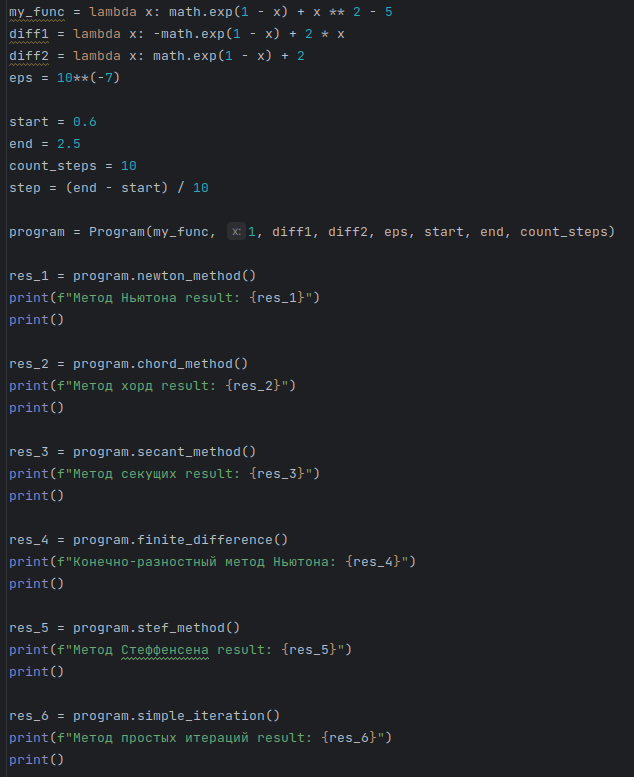 my_func = lambda x: math.exp(1 - x) + x ** 2 - 5
diff1 = lambda x: -math.exp(1 - x) + 2 * x
diff2 = lambda x: math.exp(1 - x) + 2
eps = 10**(-7)
start = 0.6
end = 2.5
count_steps = 10
step = (end - start) / 10
program = Program(my_func, x: 1, diff1, diff2, eps, start, end, count_steps)
res_1 = program.newton_method()
print(f"Метод Ньютона result: {res_1}")
print()
res_2 = program.chord_method()
print(f"Метод хорд result: {res_2}")
print()
res_3 = program.secant_method()
print(f"Метод секущих result: {res_3}")
print()
res_4 = program.finite_difference()
print(f"Конечно-разностный метод Ньютона: {res_4}")
print()
res_5 = program.stef_method()
print(f"Метод Стеффенсена result: {res_5}")
print()
res_6 = program.simple_iteration()
print(f"Метод простых итераций result: {res_6}")
print()